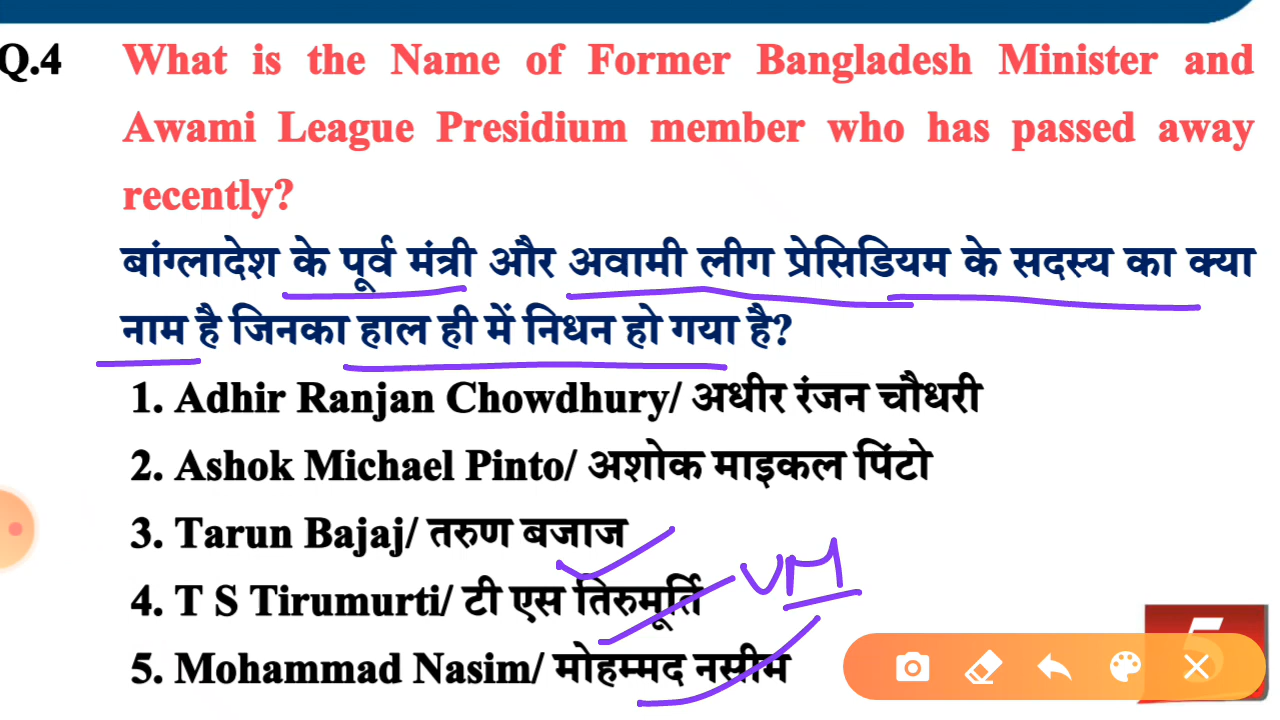 Q.4 What is the Name of Former Bangladesh Minister and
Awami League Presidium member who has passed away
recently?
बांग्लादेश के पूर्व मंत्री और अवामी लीग प्रेसिडियम के सदस्य का क्या
नाम है जिनका हाल ही में निधन हो गया है?
1. Adhir Ranjan Chowdhury/ अधीर रंजन चौधरी
2. Ashok Michael Pinto/ अशोक माइकल पिंटो
3. Tarun Bajaj/ तरुण बजाज
4. T S Tirumurti/ टी एस तिरुमूर्ति
5. Mohammad Nasim/ मोहम्मद नसीम